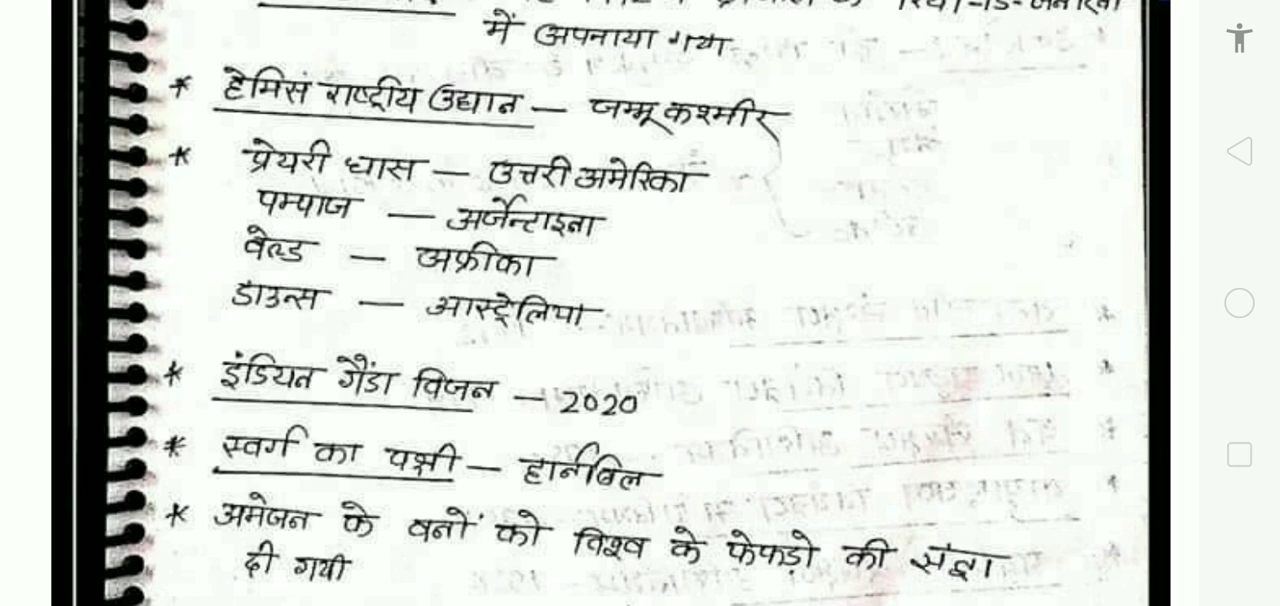 में अपनाया गया
* हेमिस राष्ट्रीय उद्यान — जम्मू कश्मीर
* प्रेयरी घास — उत्तरी अमेरिका
पम्पाज — अर्जेन्टाइना
वेल्ड — अफ्रीका
डाउन्स — आस्ट्रेलिया
* इंडियन गैंडा विजन — 2020
* स्वर्ग का पक्षी — हार्नबिल
* अमेजन के वनों को विश्व के फेफडो की संज्ञा
दी गयी